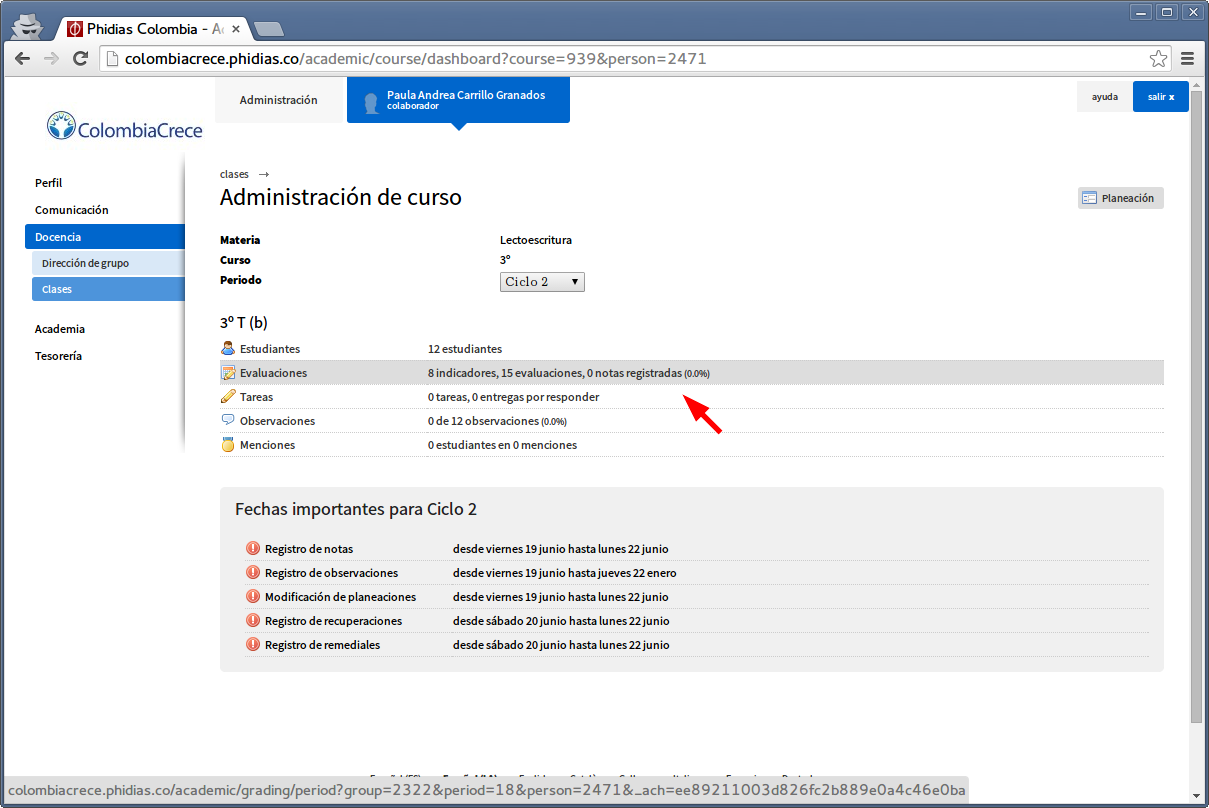 Phidias Colombia - Ac
colombiacrece.phidias.co/academic/course/dashboard?course=939&person=2471
Administración
Paula Andrea Carrillo Granados
colaborador
ayuda
salir x
ColombiaCrece
Perfil
Comunicación
Docencia
Dirección de grupo
Clases
Academia
Tesorería
clases →
Administración de curso
Planeación
Materia Lectoescritura
Curso 3º
Periodo Ciclo 2
3º T (b)
Estudiantes 12 estudiantes
Evaluaciones 8 indicadores, 15 evaluaciones, 0 notas registradas (0.0%)
Tareas 0 tareas, 0 entregas por responder
Observaciones 0 de 12 observaciones (0.0%)
Menciones 0 estudiantes en 0 menciones
Fechas importantes para Ciclo 2
Registro de notas desde viernes 19 junio hasta lunes 22 junio
Registro de observaciones desde viernes 19 junio hasta jueves 22 enero
Modificación de planeaciones desde viernes 19 junio hasta lunes 22 junio
Registro de recuperaciones desde sábado 20 junio hasta lunes 22 junio
Registro de remediales desde sábado 20 junio hasta lunes 22 junio
colombiacrece.phidias.co/academic/grading/period?group=2322&period=18&person=2471&_ach=ee89211003d826fc2b889e0a4c46e0ba